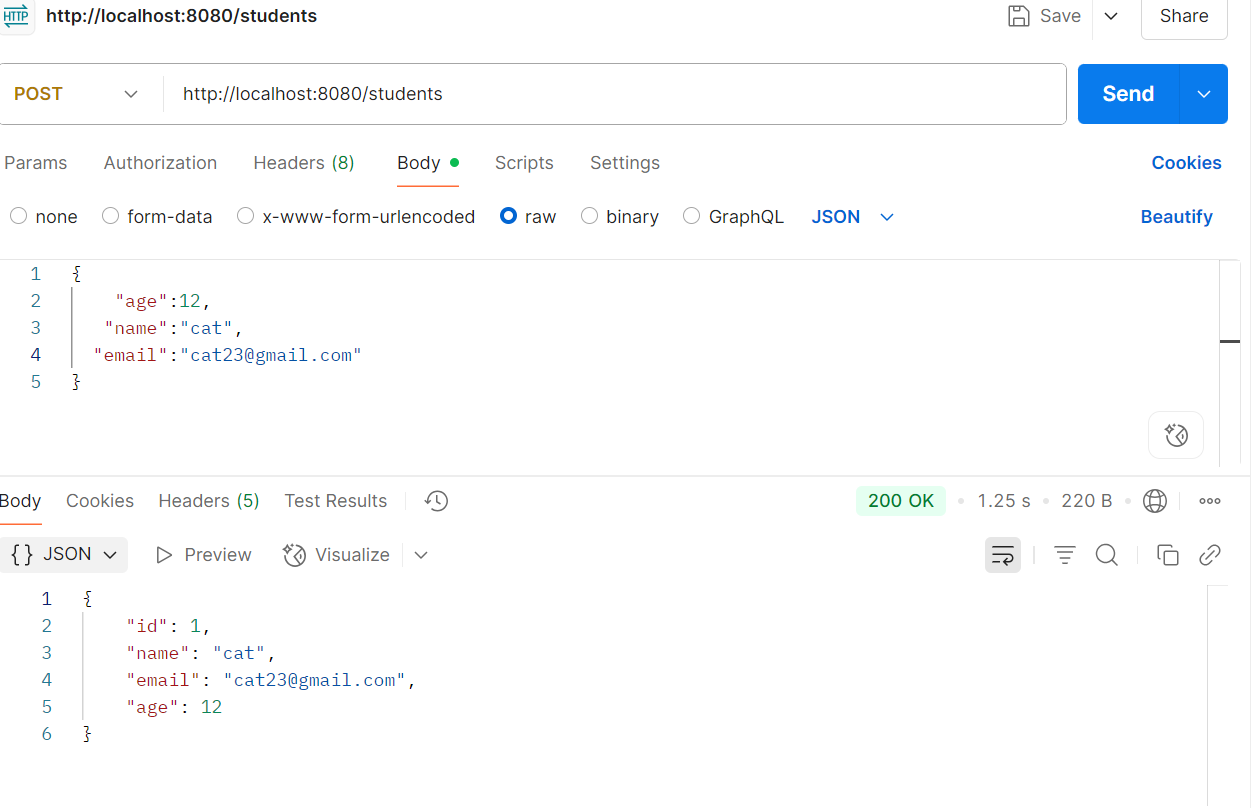 HTTP http://localhost:8080/students Save Share
POST http://localhost:8080/students Send
Params Authorization Headers (8) Body Scripts Settings Cookies
none form-data x-www-form-urlencoded raw binary GraphQL JSON Beautify
1 {
2 "age":12,
3 "name":"cat",
4 "email":"cat23@gmail.com"
5 }
Body Cookies Headers (5) Test Results 200 OK 1.25 s 220 B
{} JSON Preview Visualize
1 {
2 "id": 1,
3 "name": "cat",
4 "email": "cat23@gmail.com",
5 "age": 12
6 }